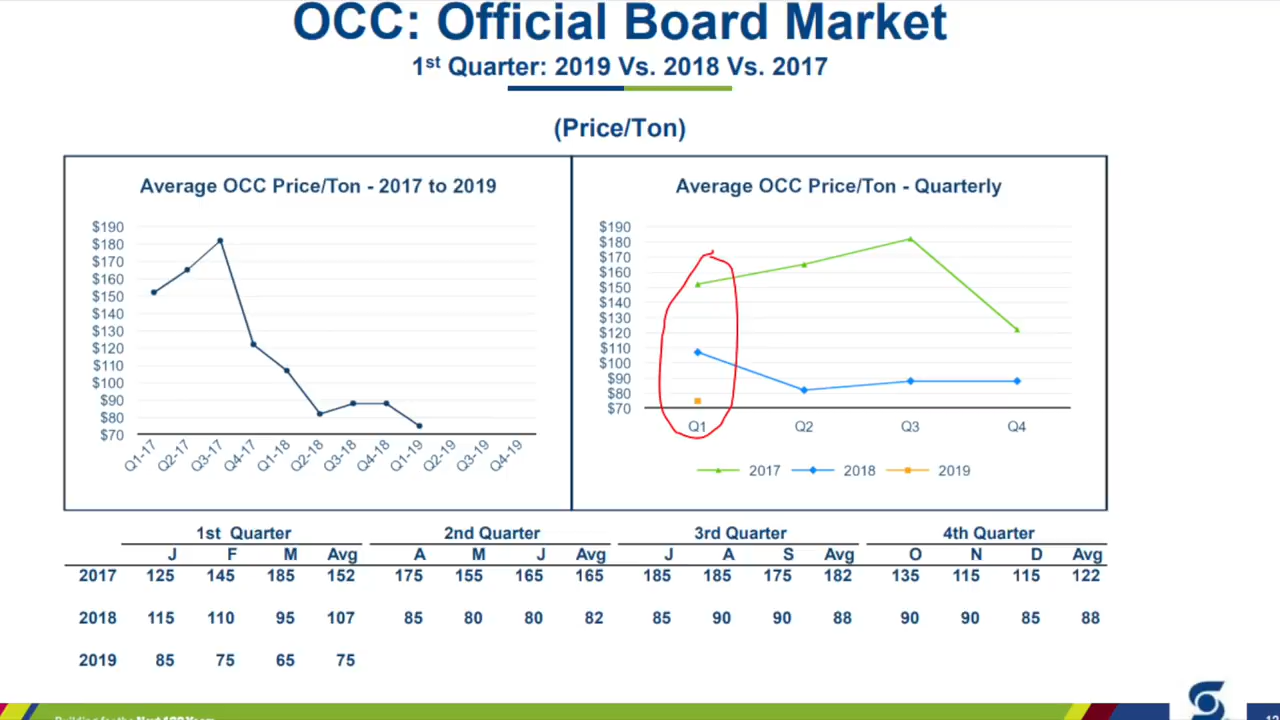 OCC: Official Board Market
1st Quarter: 2019 Vs. 2018 Vs. 2017
(Price/Ton)
Average OCC Price/Ton - 2017 to 2019
$190
$180
$170
$160
$150
$140
$130
$120
$110
$100
$90
$80
$70
Q1-17 Q2-17 Q3-17 Q4-17 Q1-18 Q2-18 Q3-18 Q4-18 Q1-19 Q2-19 Q3-19 Q4-19
Average OCC Price/Ton - Quarterly
$190
$180
$170
$160
$150
$140
$130
$120
$110
$100
$90
$80
$70
Q1 Q2 Q3 Q4
2017 2018 2019
1st Quarter 2nd Quarter 3rd Quarter 4th Quarter
J F M Avg A M J Avg J A S Avg O N D Avg
2017 125 145 185 152 175 155 165 165 185 185 175 182 135 115 115 122
2018 115 110 95 107 85 80 80 82 85 90 90 88 90 90 85 88
2019 85 75 65 75
Building for the Next 100 Years